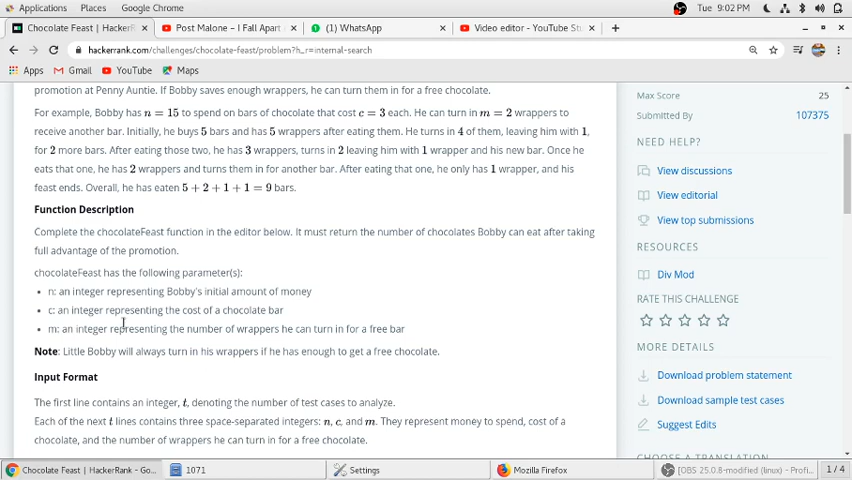 Applications Places Google Chrome Tue 9:02 PM
Chocolate Feast | HackerR Post Malone – I Fall Apart (1) WhatsApp Video editor - YouTube St
hackerrank.com/challenges/chocolate-feast/problem?h_r=internal-search
Apps Gmail YouTube Maps
promotion at Penny Auntie. If Bobby saves enough wrappers, he can turn them in for a free chocolate.
For example, Bobby has n = 15 to spend on bars of chocolate that cost c = 3 each. He can turn in m = 2 wrappers to
receive another bar. Initially, he buys 5 bars and has 5 wrappers after eating them. He turns in 4 of them, leaving him with 1,
for 2 more bars. After eating those two, he has 3 wrappers, turns in 2 leaving him with 1 wrapper and his new bar. Once he
eats that one, he has 2 wrappers and turns them in for another bar. After eating that one, he only has 1 wrapper, and his
feast ends. Overall, he has eaten 5 + 2 + 1 + 1 = 9 bars.
Function Description
Complete the chocolateFeast function in the editor below. It must return the number of chocolates Bobby can eat after taking
full advantage of the promotion.
chocolateFeast has the following parameter(s):
• n: an integer representing Bobby's initial amount of money
• c: an integer representing the cost of a chocolate bar
• m: an integer representing the number of wrappers he can turn in for a free bar
Note: Little Bobby will always turn in his wrappers if he has enough to get a free chocolate.
Input Format
The first line contains an integer, t, denoting the number of test cases to analyze.
Each of the next t lines contains three space-separated integers: n, c, and m. They represent money to spend, cost of a
chocolate, and the number of wrappers he can turn in for a free chocolate.
Max Score 25
Submitted By 107375
NEED HELP?
View discussions
View editorial
View top submissions
RESOURCES
Div Mod
RATE THIS CHALLENGE
MORE DETAILS
Download problem statement
Download sample test cases
Suggest Edits
CHOOSE A TRANSLATION
Chocolate Feast | HackerRank - Go... 1071 Settings Mozilla Firefox [OBS 25.0.8-modified (linux) - Profi... 1 / 4